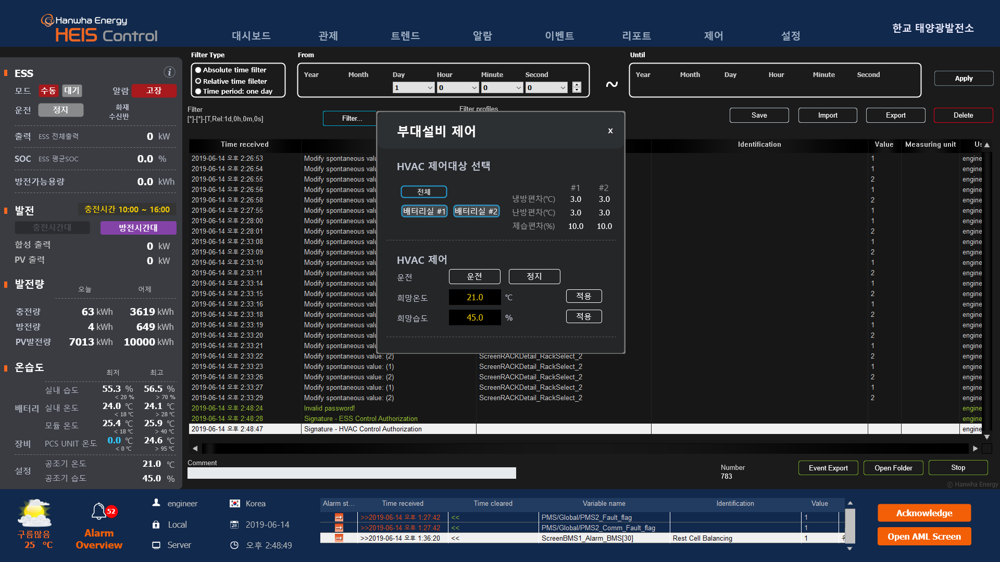 Hanwha Energy
HEIS Control
대시보드 관제 트렌드 알람 이벤트 리포트 제어 설정
한교 태양광발전소
ESS
모드 수동 대기 알람 고장
운전 정지 화재 수신반
출력 ESS 전체출력 0 kW
SOC ESS 평균SOC 0.0 %
방전가능용량 0.0 kWh
발전 충전시간 10:00 ~ 16:00
충전시간대 방전시간대
합성 출력 0 kW
PV 출력 0 kW
발전량 오늘 어제
충전량 63 kWh 3619 kWh
방전량 4 kWh 649 kWh
PV발전량 7013 kWh 10000 kWh
온습도 최저 최고
실내 습도 55.3 % 56.5 %
< 20 % > 70 %
배터리 실내 온도 24.0 ℃ 24.1 ℃
< 18 ℃ > 28 ℃
모듈 온도 25.4 ℃ 25.9 ℃
< 18 ℃ > 40 ℃
장비 PCS UNIT 온도 0.0 ℃ 24.6 ℃
< 0 ℃ > 95 ℃
설정 공조기 온도 21.0 ℃
공조기 습도 45.0 %
Filter Type From Until
Absolute time filter
Relative time fileter
Time period: one day
Year Month Day Hour Minute Second
1 0 0 0
~
Year Month Day Hour Minute Second
Apply
Filter
[*]-[*]-[T,Rel:1d,0h,0m,0s]
Filter...
Filter profiles
Save Import Export Delete
Time received Identification Value Measuring unit Us
2019-06-14 오후 2:26:53 Modify spontaneous valu 1 engine
2019-06-14 오후 2:26:54 Modify spontaneous valu 1 engine
2019-06-14 오후 2:26:55 Modify spontaneous valu 2 engine
2019-06-14 오후 2:26:56 Modify spontaneous valu 1 engine
2019-06-14 오후 2:26:58 Modify spontaneous valu 2 engine
2019-06-14 오후 2:27:55 Modify spontaneous valu 1 engine
2019-06-14 오후 2:28:00 Modify spontaneous valu 1 engine
2019-06-14 오후 2:28:01 Modify spontaneous valu 2 engine
2019-06-14 오후 2:33:08 Modify spontaneous valu 1 engine
2019-06-14 오후 2:33:09 Modify spontaneous valu 2 engine
2019-06-14 오후 2:33:10 Modify spontaneous valu 1 engine
2019-06-14 오후 2:33:11 Modify spontaneous valu 2 engine
2019-06-14 오후 2:33:14 Modify spontaneous valu 1 engine
2019-06-14 오후 2:33:15 Modify spontaneous valu 2 engine
2019-06-14 오후 2:33:16 Modify spontaneous valu 1 engine
2019-06-14 오후 2:33:18 Modify spontaneous valu 2 engine
2019-06-14 오후 2:33:19 Modify spontaneous valu 1 engine
2019-06-14 오후 2:33:20 Modify spontaneous valu 2 engine
2019-06-14 오후 2:33:21 Modify spontaneous valu 1 engine
2019-06-14 오후 2:33:22 Modify spontaneous value: (2) ScreenRACKDetail_RackSelect_2 2 engine
2019-06-14 오후 2:33:23 Modify spontaneous value: (1) ScreenRACKDetail_RackSelect_2 1 engine
2019-06-14 오후 2:33:26 Modify spontaneous value: (2) ScreenRACKDetail_RackSelect_2 2 engine
2019-06-14 오후 2:33:27 Modify spontaneous value: (1) ScreenRACKDetail_RackSelect_2 1 engine
2019-06-14 오후 2:33:29 Modify spontaneous value: (2) ScreenRACKDetail_RackSelect_2 2 engine
2019-06-14 오후 2:48:24 Invalid password! engine
2019-06-14 오후 2:48:28 Signature - ESS Control Authorization engine
2019-06-14 오후 2:48:47 Signature - HVAC Control Authorization engine
부대설비 제어 x
HVAC 제어대상 선택
전체
배터리실 #1 배터리실 #2
#1 #2
냉방편차(℃) 3.0 3.0
난방편차(℃) 3.0 3.0
제습편차(%) 10.0 10.0
HVAC 제어
운전 운전 정지
희망온도 21.0 ℃ 적용
희망습도 45.0 % 적용
Comment
Number
783
Event Export Open Folder Stop
© Hanwha Energy
구름많음
25 ℃
52
Alarm
Overview
engineer
Local
Server
Korea
28 2019-06-14
오후 2:48:49
Alarm st... Time received Time cleared Variable name Identification Value
>>2019-06-14 오후 1:27:42 << PMS/Global/PMS2_Fault_flag 1
>>2019-06-14 오후 1:27:42 << PMS/Global/PMS2_Comm_Fault_flag 1
>>2019-06-14 오후 1:36:20 << ScreenBMS1_Alarm_BMS[30] Rest Cell Balancing 1
Acknowledge
Open AML Screen